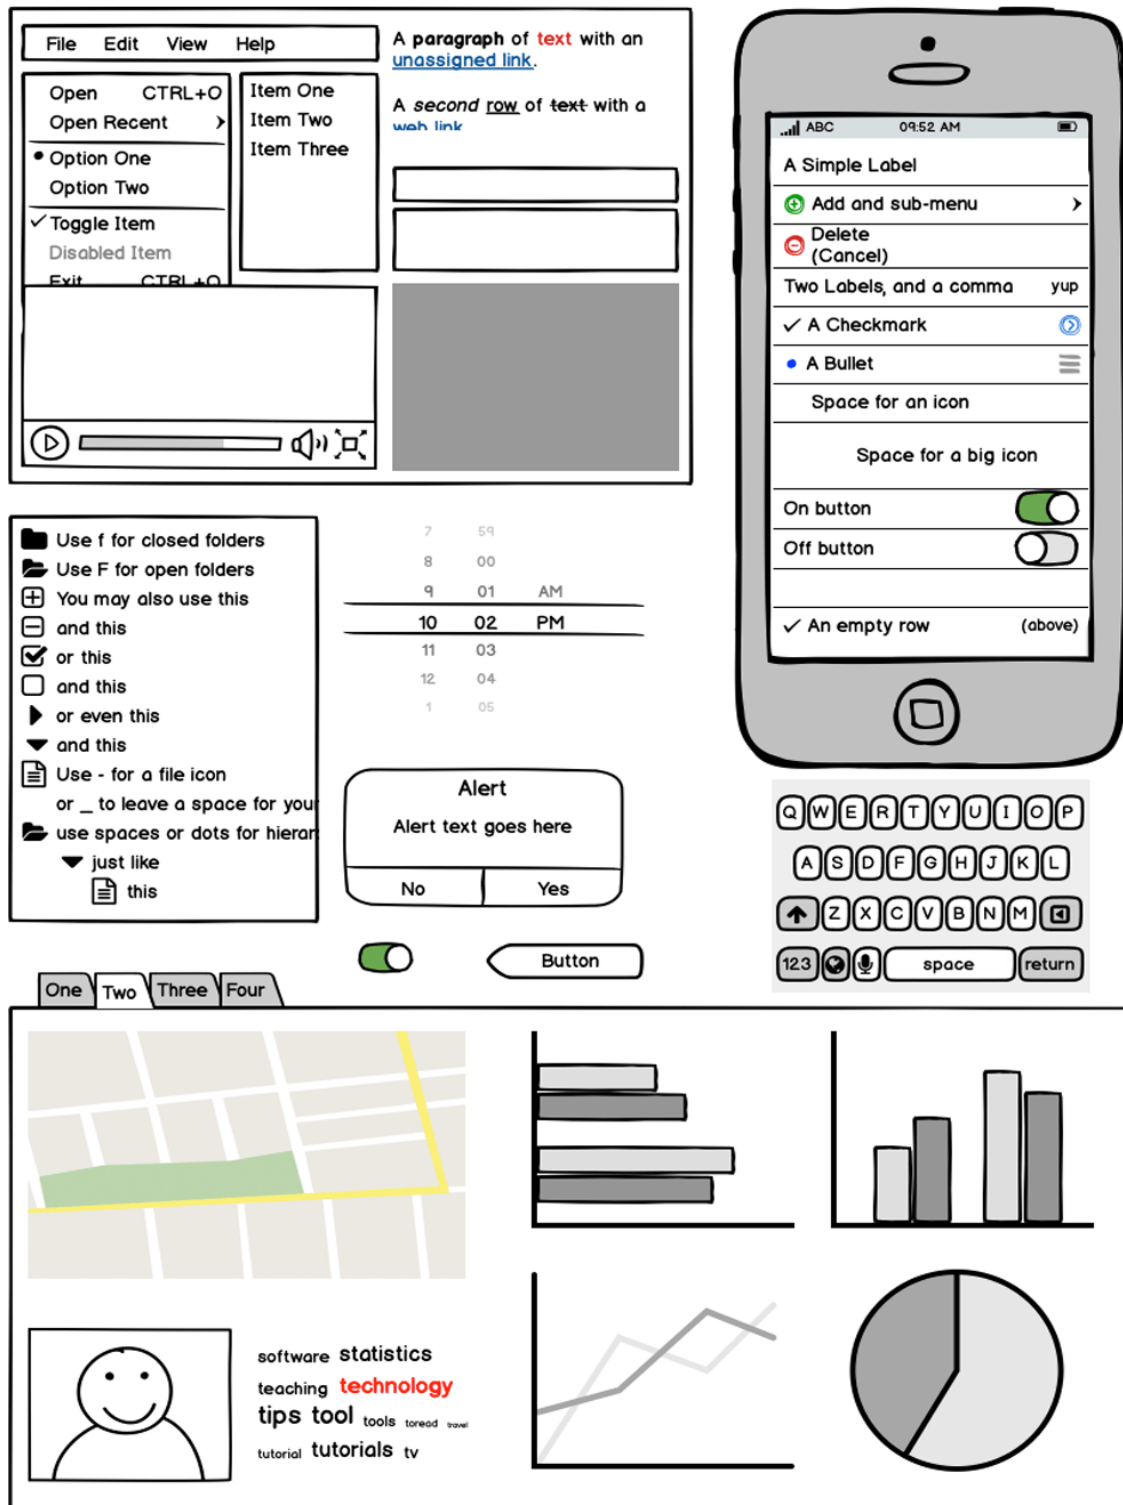 File Edit View Help
Open CTRL+O
Open Recent
Option One
Option Two
Toggle Item
Disabled Item
Exit CTRL+Q
Item One
Item Two
Item Three
A paragraph of text with an
unassigned link.
A second row of text with a
web link
ABC 09:52 AM
A Simple Label
Add and sub-menu
Delete
(Cancel)
Two Labels, and a comma yup
A Checkmark
A Bullet
Space for an icon
Space for a big icon
On button
Off button
An empty row (above)
Use f for closed folders
Use F for open folders
You may also use this
and this
or this
and this
or even this
and this
Use - for a file icon
or _ to leave a space for your
use spaces or dots for hierar
just like
this
7 59
8 00
9 01 AM
10 02 PM
11 03
12 04
1 05
Alert
Alert text goes here
No Yes
Button
Q W E R T Y U I O P
A S D F G H J K L
Z X C V B N M
123 space return
One Two Three Four
software statistics
teaching technology
tips tool tools toread travel
tutorial tutorials tv